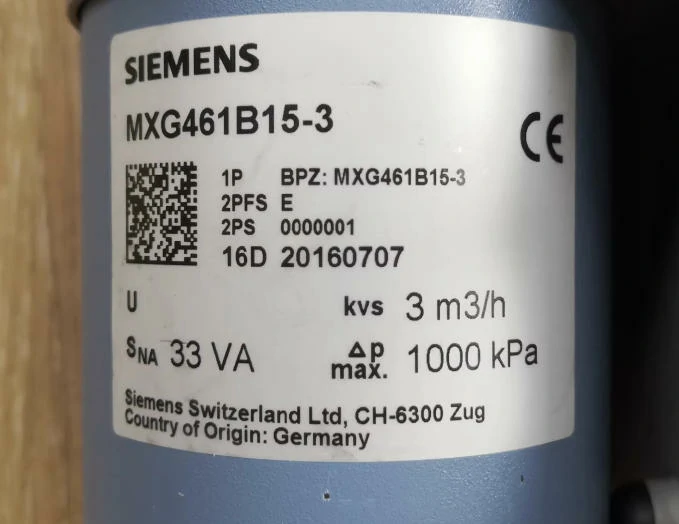 SIEMENS
MXG461B15-3
CE
1P BPZ: MXG461B15-3
2PFS E
2PS 0000001
16D 20160707
U kvs 3 m3/h
SNA 33 VA Δp max. 1000 kPa
Siemens Switzerland Ltd, CH-6300 Zug
Country of Origin: Germany